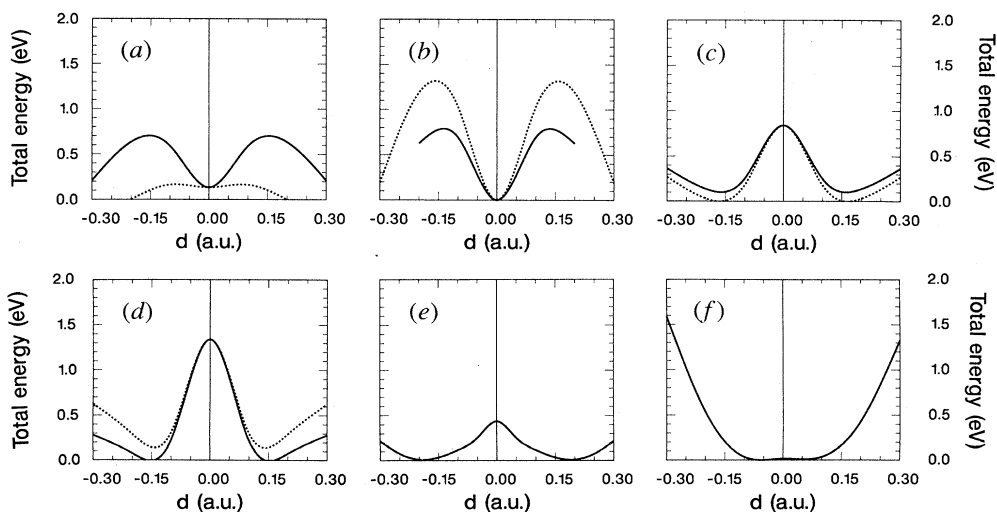 2.0 2.0
1.5 (a) (b) (c) 1.5
1.0 1.0
0.5 0.5
0.0 0.0
Total energy (eV)
Total energy (eV)
-0.30 -0.15 0.00 0.15 0.30 -0.30 -0.15 0.00 0.15 0.30 -0.30 -0.15 0.00 0.15 0.30
d (a.u.) d (a.u.) d (a.u.)
2.0 2.0
1.5 (d) (e) (f) 1.5
1.0 1.0
0.5 0.5
0.0 0.0
Total energy (eV)
Total energy (eV)
-0.30 -0.15 0.00 0.15 0.30 -0.30 -0.15 0.00 0.15 0.30 -0.30 -0.15 0.00 0.15 0.30
d (a.u.) d (a.u.) d (a.u.)